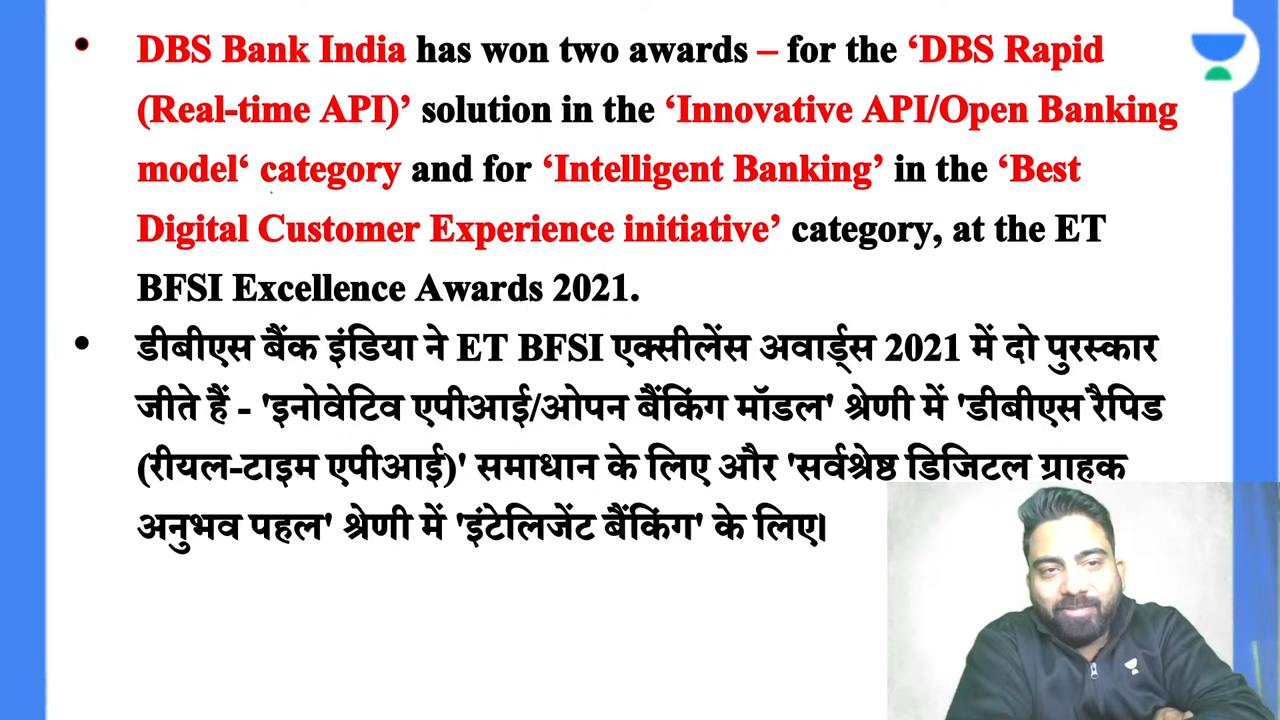 DBS Bank India has won two awards – for the ‘DBS Rapid
(Real-time API)’ solution in the ‘Innovative API/Open Banking
model‘ category and for ‘Intelligent Banking’ in the ‘Best
Digital Customer Experience initiative’ category, at the ET
BFSI Excellence Awards 2021.
डीबीएस बैंक इंडिया ने ET BFSI एक्सीलेंस अवार्ड्स 2021 में दो पुरस्कार
जीते हैं - 'इनोवेटिव एपीआई/ओपन बैंकिंग मॉडल' श्रेणी में 'डीबीएस रैपिड
(रीयल-टाइम एपीआई)' समाधान के लिए और 'सर्वश्रेष्ठ डिजिटल ग्राहक
अनुभव पहल' श्रेणी में 'इंटेलिजेंट बैंकिंग' के लिए।